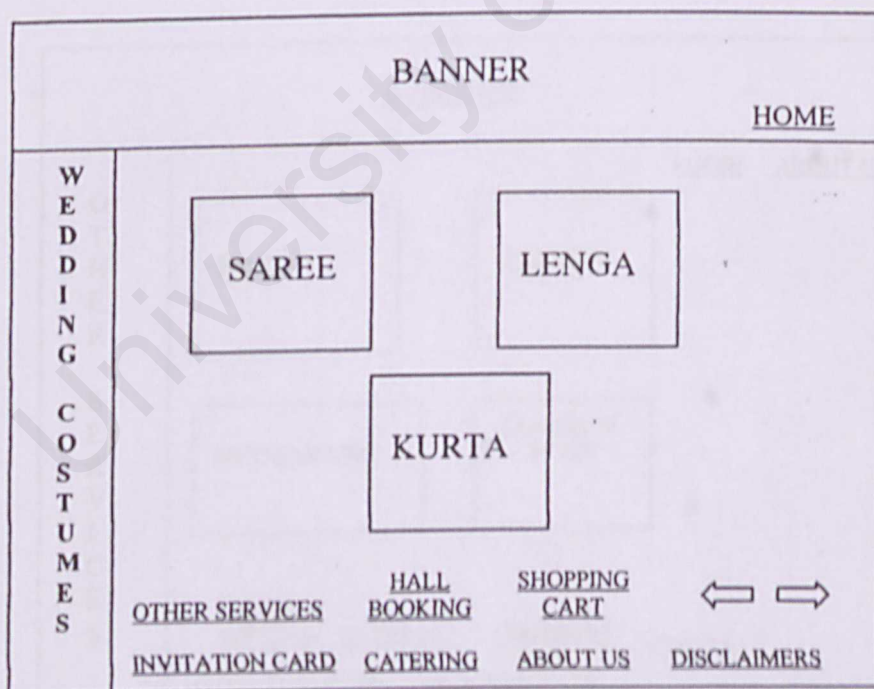 University
BANNER
HOME
WEDDING COSTUMES
SAREE
LENGA
KURTA
OTHER SERVICES
HALL BOOKING
SHOPPING CART
INVITATION CARD
CATERING
ABOUT US
DISCLAIMERS